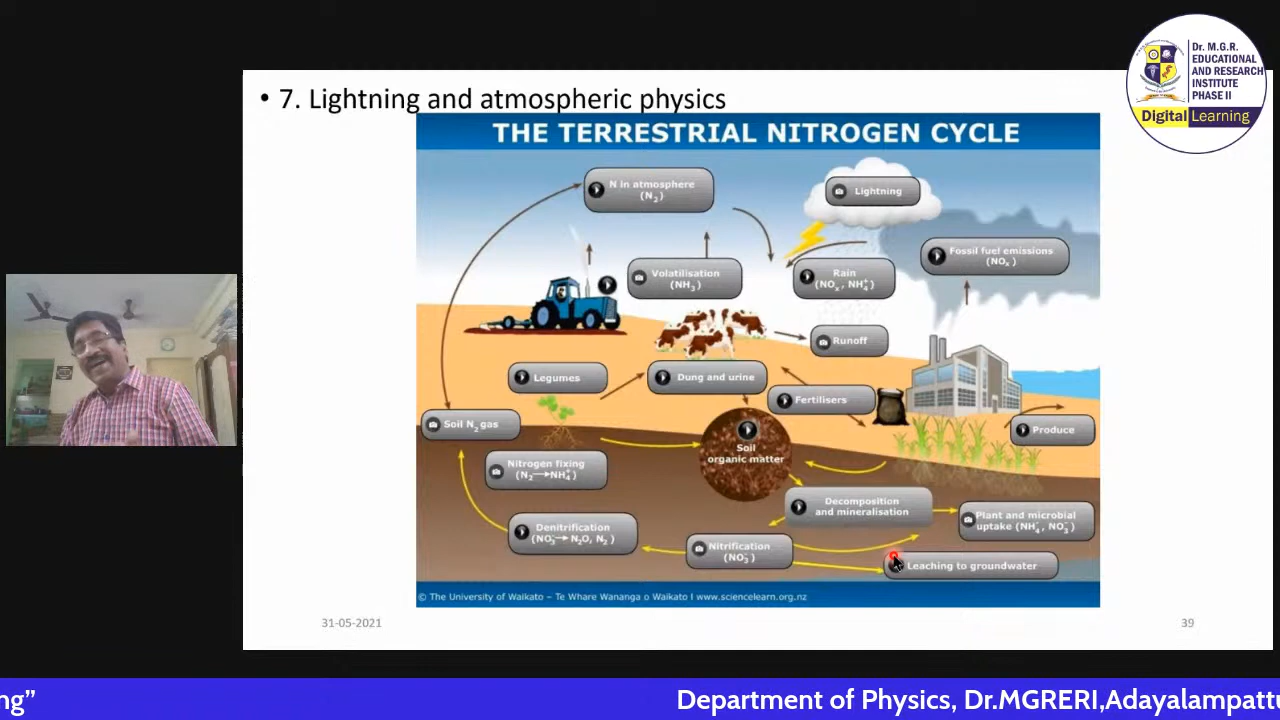 • 7. Lightning and atmospheric physics
Dr. M.G.R.
EDUCATIONAL
AND RESEARCH
INSTITUTE
PHASE II
Digital Learning
THE TERRESTRIAL NITROGEN CYCLE
N in atmosphere
(N₂)
Lightning
Fossil fuel emissions
(NOₓ)
Volatilisation
(NH₃)
Rain
(NOₓ, NH₄⁺)
Runoff
Legumes
Dung and urine
Fertilisers
Soil N₂ gas
Produce
Soil
organic matter
Nitrogen fixing
(N₂→NH₄⁺)
Decomposition
and mineralisation
Plant and microbial
uptake (NH₄⁺, NO₃⁻)
Denitrification
(NO₃⁻→N₂O, N₂)
Nitrification
(NO₃⁻)
Leaching to groundwater
© The University of Waikato – Te Whare Wananga o Waikato I www.sciencelearn.org.nz
31-05-2021
39
ng”
Department of Physics, Dr.MGRERI,Adayalampattu